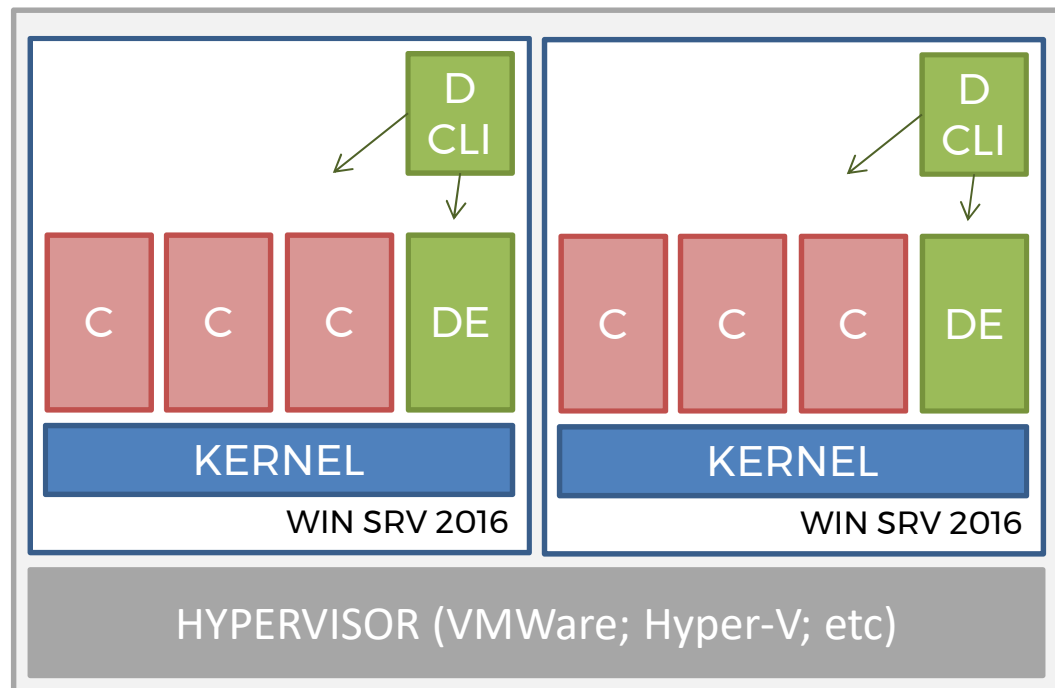 D
CLI
C
C
C
DE
KERNEL
WIN SRV 2016
D
CLI
C
C
C
DE
KERNEL
WIN SRV 2016
HYPERVISOR (VMWare; Hyper-V; etc)